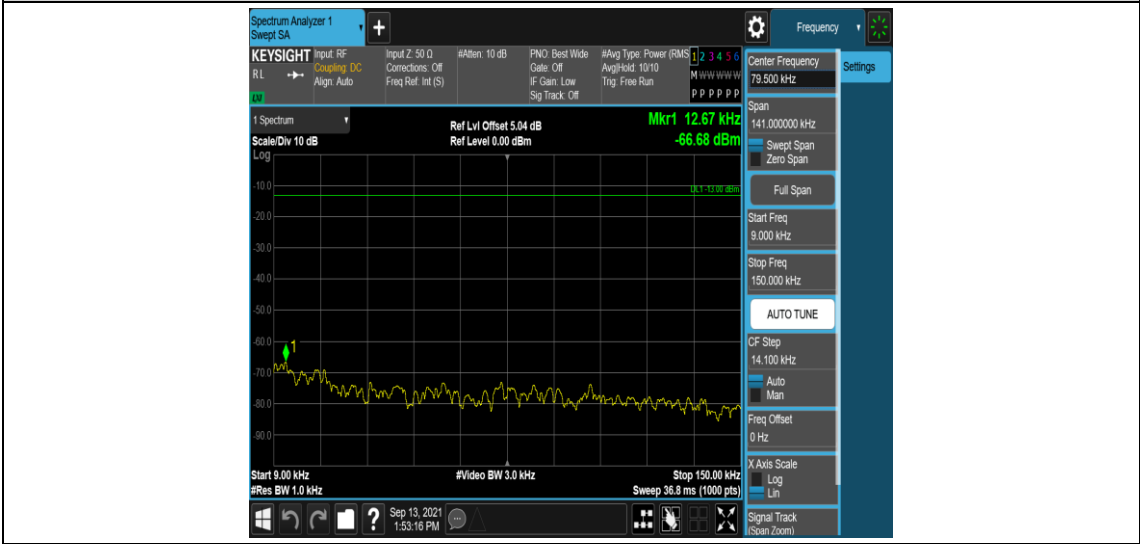 Spectrum Analyzer 1
Swept SA
+
Frequency
KEYSIGHT
RL
LM
Input: RF
Coupling: DC
Align: Auto
Input Z: 50 Ω
Corrections: Off
Freq Ref: Int (S)
#Atten: 10 dB
PNO: Best Wide
Gate: Off
IF Gain: Low
Sig Track: Off
#Avg Type: Power (RMS
Avg|Hold: 10/10
Trig: Free Run
1 2 3 4 5 6
M W W W W W
P P P P P P
1 Spectrum
Scale/Div 10 dB
Log
Ref Lvl Offset 5.04 dB
Ref Level 0.00 dBm
Mkr1 12.67 kHz
-66.68 dBm
DL1 -13.00 dBm
-10.0
-20.0
-30.0
-40.0
-50.0
-60.0
1
-70.0
-80.0
-90.0
Start 9.00 kHz
#Res BW 1.0 kHz
#Video BW 3.0 kHz
Stop 150.00 kHz
Sweep 36.8 ms (1000 pts)
?
Sep 13, 2021
1:53:16 PM
Center Frequency
79.500 kHz
Settings
Span
141.000000 kHz
Swept Span
Zero Span
Full Span
Start Freq
9.000 kHz
Stop Freq
150.000 kHz
AUTO TUNE
CF Step
14.100 kHz
Auto
Man
Freq Offset
0 Hz
X Axis Scale
Log
Lin
Signal Track
(Span Zoom)